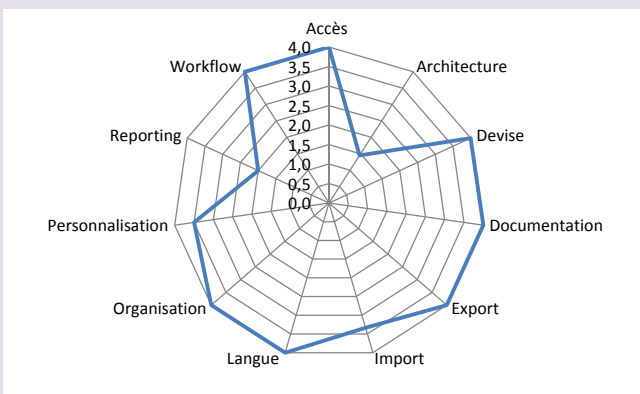 Accès
Architecture
Devise
Documentation
Export
Import
Langue
Organisation
Personnalisation
Reporting
Workflow
4,0
3,5
3,0
2,5
2,0
1,5
1,0
0,5
0,0